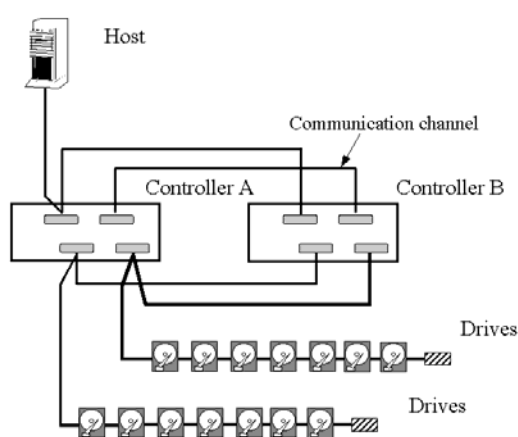 Host
Communication channel
Controller A
Controller B
Drives
Drives